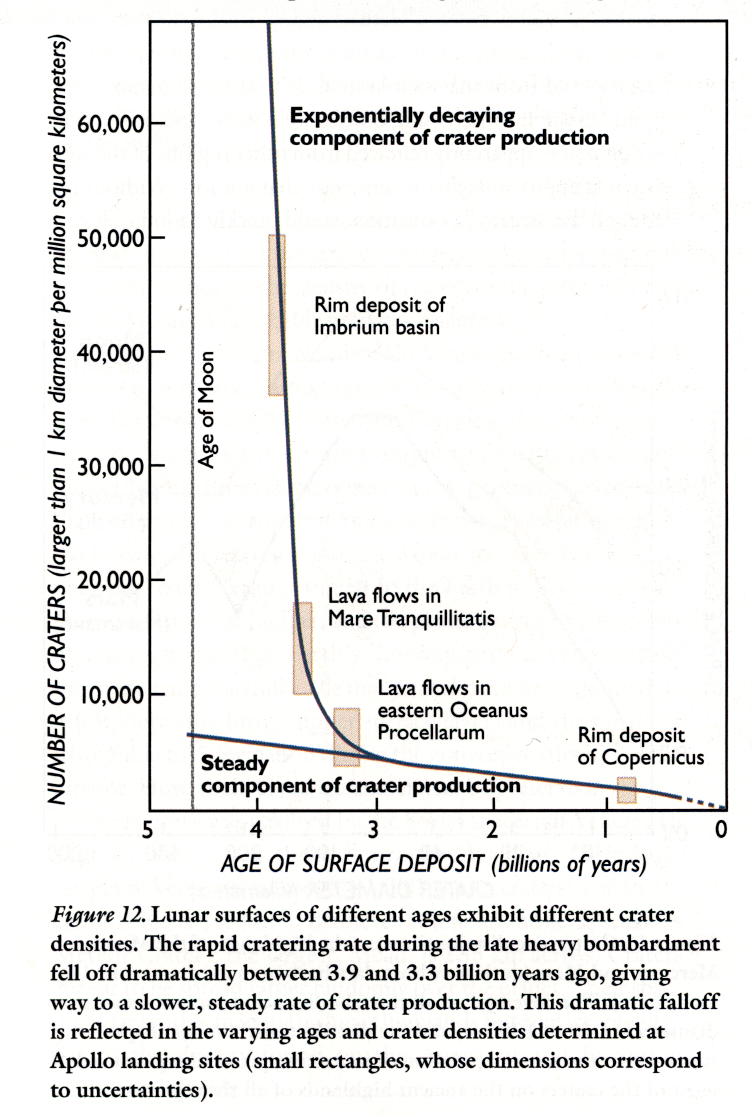 NUMBER OF CRATERS (larger than 1 km diameter per million square kilometers)
60,000
50,000
40,000
30,000
20,000
10,000
Age of Moon
Exponentially decaying
component of crater production
Rim deposit of
Imbrium basin
Lava flows in
Mare Tranquillitatis
Lava flows in
eastern Oceanus
Procellarum
Rim deposit
of Copernicus
Steady
component of crater production
5 4 3 2 1 0
AGE OF SURFACE DEPOSIT (billions of years)
Figure 12. Lunar surfaces of different ages exhibit different crater
densities. The rapid cratering rate during the late heavy bombardment
fell off dramatically between 3.9 and 3.3 billion years ago, giving
way to a slower, steady rate of crater production. This dramatic falloff
is reflected in the varying ages and crater densities determined at
Apollo landing sites (small rectangles, whose dimensions correspond
to uncertainties).